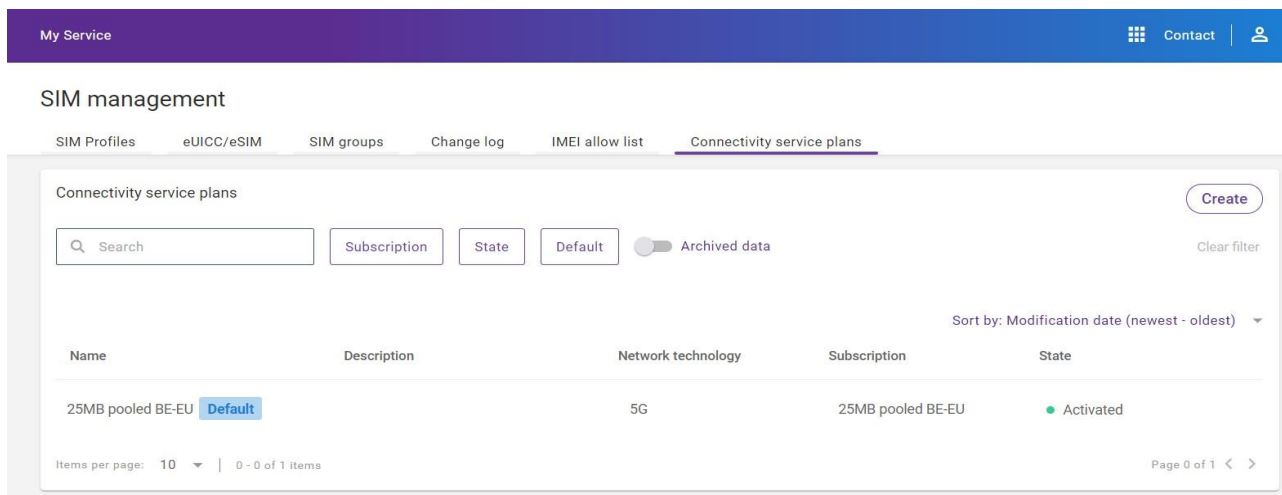 My Service
Contact
SIM management
SIM Profiles eUICC/eSIM SIM groups Change log IMEI allow list Connectivity service plans
Connectivity service plans
Create
Search Subscription State Default Archived data Clear filter
Sort by: Modification date (newest - oldest)
Name Description Network technology Subscription State
25MB pooled BE-EU Default 5G 25MB pooled BE-EU Activated
Items per page: 10 | 0 - 0 of 1 items Page 0 of 1 < >